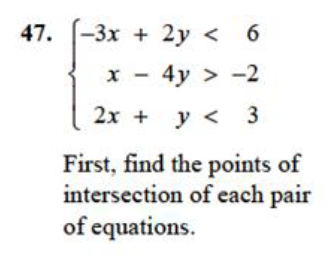 47. −3x + 2y < 6
x − 4y > −2
2x + y < 3
First, find the points of
intersection of each pair
of equations.